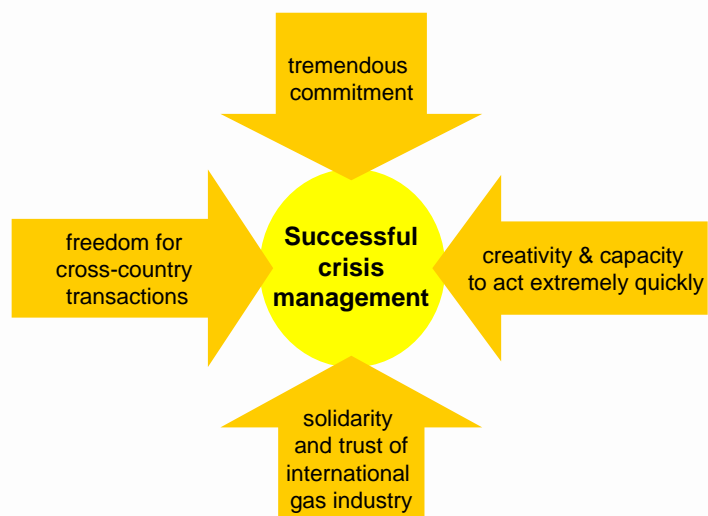 tremendous
commitment
freedom for
cross-country
transactions
Successful
crisis
management
creativity & capacity
to act extremely quickly
solidarity
and trust of
international
gas industry